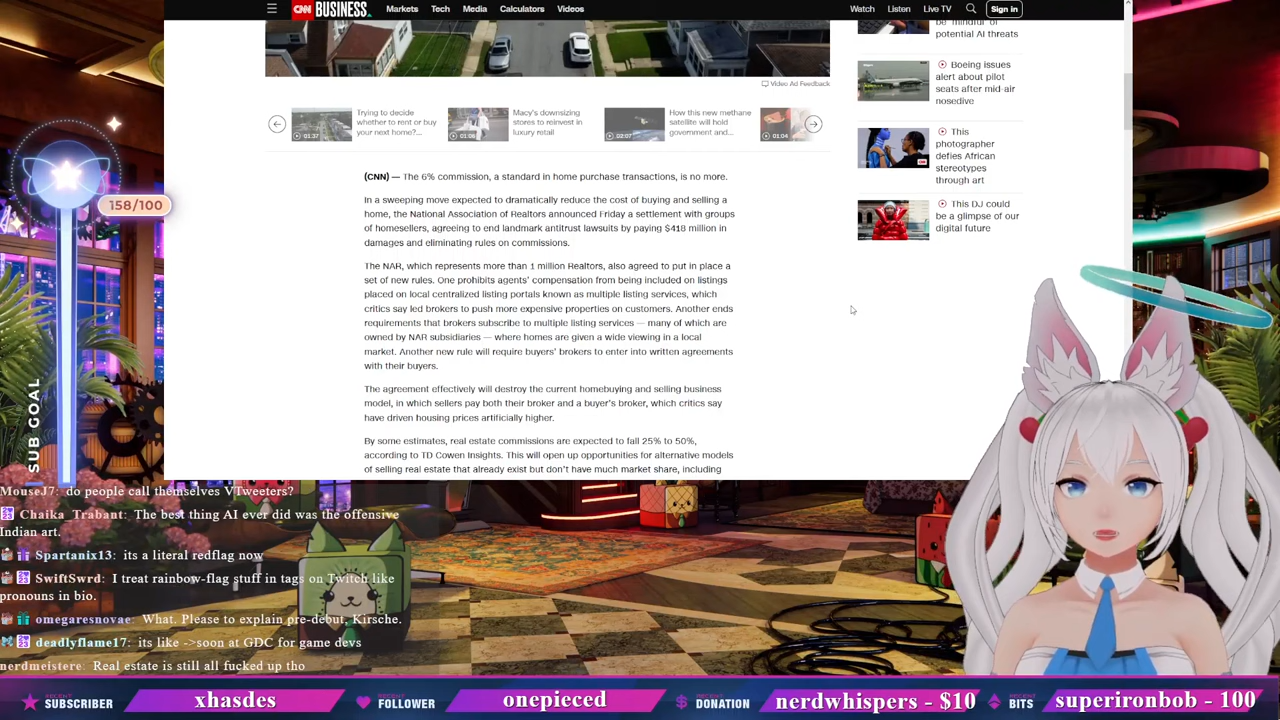 CNN BUSINESS
Markets
Tech
Media
Calculators
Videos
Watch
Listen
Live TV
Sign in
Video Ad Feedback
01:37
Trying to decide
whether to rent or buy
your next home?...
Macy's downsizing
stores to reinvest in
luxury retail
02:07
How this new methane
satellite will hold
government and...
01:04
be 'mindful' of
potential AI threats
Boeing issues
alert about pilot
seats after mid-air
nosedive
This
photographer
defies African
stereotypes
through art
This DJ could
be a glimpse of our
digital future
(CNN) — The 6% commission, a standard in home purchase transactions, is no more.
In a sweeping move expected to dramatically reduce the cost of buying and selling a
home, the National Association of Realtors announced Friday a settlement with groups
of homesellers, agreeing to end landmark antitrust lawsuits by paying $418 million in
damages and eliminating rules on commissions.
The NAR, which represents more than 1 million Realtors, also agreed to put in place a
set of new rules. One prohibits agents' compensation from being included on listings
placed on local centralized listing portals known as multiple listing services, which
critics say led brokers to push more expensive properties on customers. Another ends
requirements that brokers subscribe to multiple listing services — many of which are
owned by NAR subsidiaries — where homes are given a wide viewing in a local
market. Another new rule will require buyers' brokers to enter into written agreements
with their buyers.
The agreement effectively will destroy the current homebuying and selling business
model, in which sellers pay both their broker and a buyer's broker, which critics say
have driven housing prices artificially higher.
By some estimates, real estate commissions are expected to fall 25% to 50%,
according to TD Cowen Insights. This will open up opportunities for alternative models
of selling real estate that already exist but don't have much market share, including
158/100
SUB GOAL
MouseJ7: do people call themselves VTweeters?
Chaika_Trabant: The best thing AI ever did was the offensive
Indian art.
Spartanix13: its a literal redflag now
SwiftSwrd: I treat rainbow-flag stuff in tags on Twitch like
pronouns in bio.
omegaresnovae: What. Please to explain pre-debut, Kirsche.
deadlyflame17: its like ->soon at GDC for game devs
nerdmeistere: Real estate is still all fucked up tho
RECENT
SUBSCRIBER
xhasdes
RECENT
FOLLOWER
onepieced
RECENT
DONATION
nerdwhispers - $10
RECENT
BITS
superironbob - 100